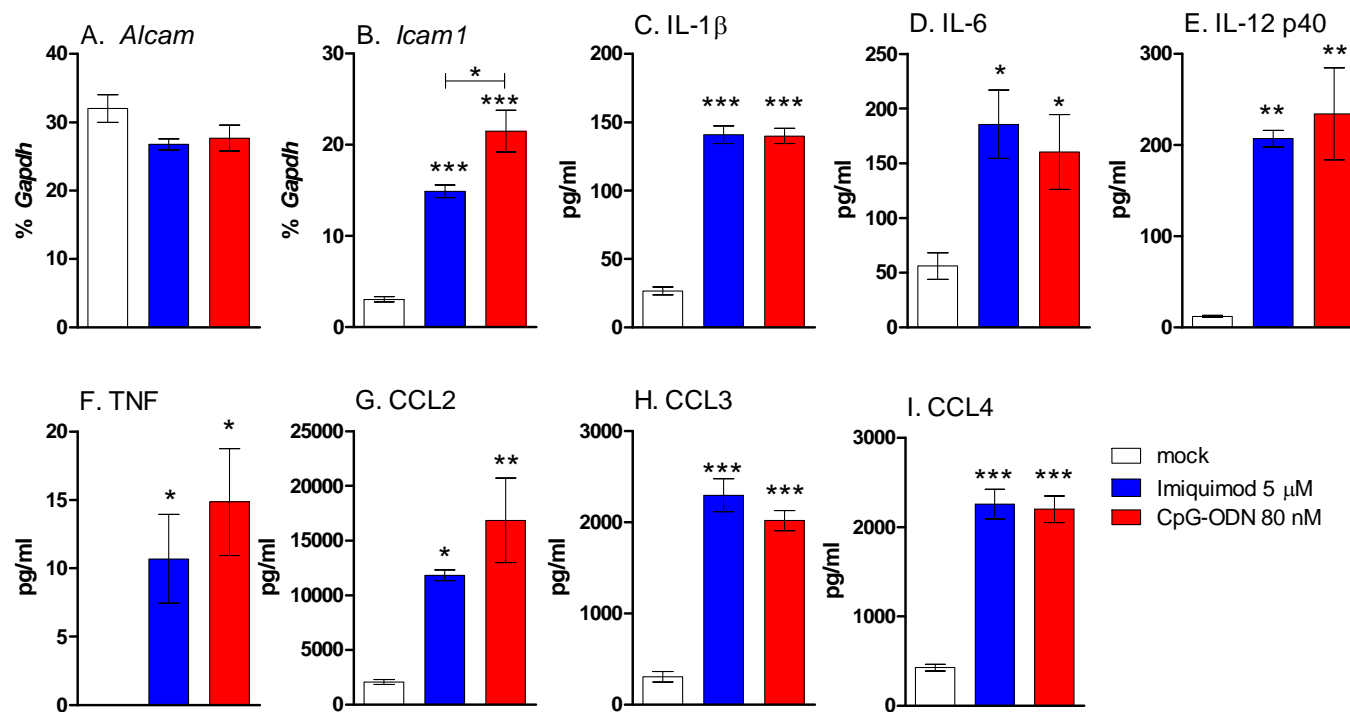 A. Alcam
40
30
20
10
0
% Gapdh
B. Icam1
30
20
10
0
% Gapdh
*
***
***
C. IL-1β
200
150
100
50
0
pg/ml
*** ***
D. IL-6
250
200
150
100
50
0
pg/ml
*
*
E. IL-12 p40
300
200
100
0
pg/ml
**
**
F. TNF
20
15
10
5
0
pg/ml
*
*
G. CCL2
25000
20000
15000
10000
5000
0
pg/ml
*
**
H. CCL3
3000
2000
1000
0
pg/ml
***
***
I. CCL4
3000
2000
1000
0
pg/ml
*** ***
mock
Imiquimod 5 μM
CpG-ODN 80 nM